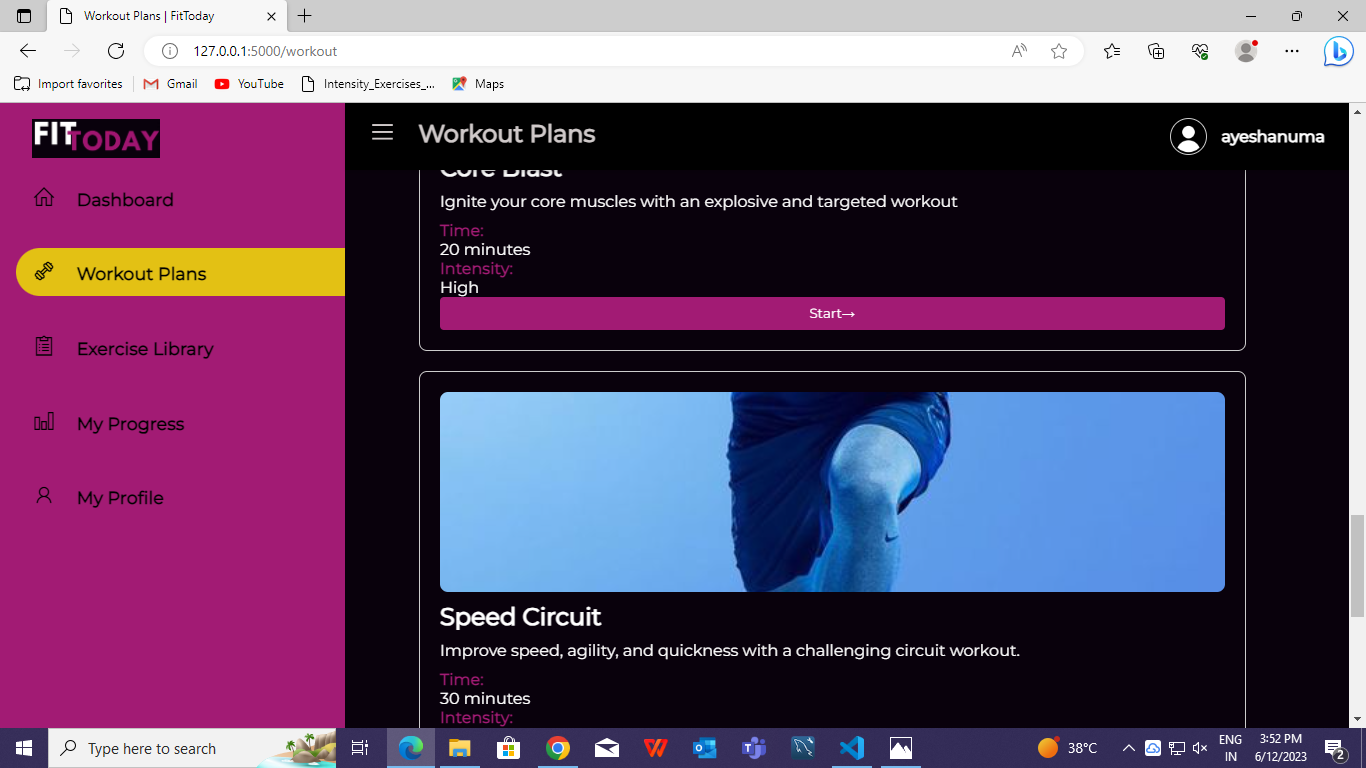 Workout Plans | FitToday
127.0.0.1:5000/workout
Import favorites
Gmail
YouTube
Intensity_Exercises_...
Maps
FIT TODAY
Workout Plans
ayeshanuma
Dashboard
Workout Plans
Exercise Library
My Progress
My Profile
Core Blast
Ignite your core muscles with an explosive and targeted workout
Time:
20 minutes
Intensity:
High
Start→
Speed Circuit
Improve speed, agility, and quickness with a challenging circuit workout.
Time:
30 minutes
Intensity:
Type here to search
38°C
ENG
IN
3:52 PM
6/12/2023
2